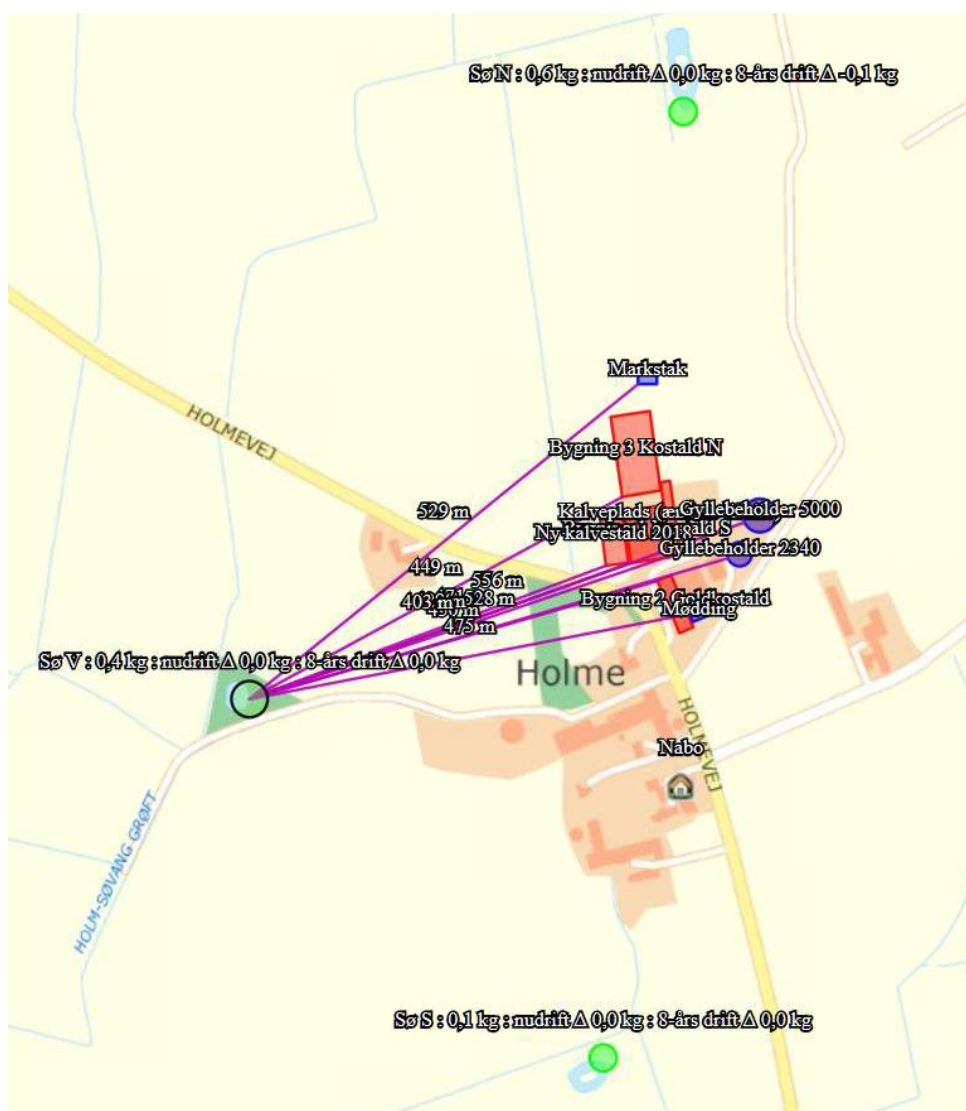 Sø N : 0,6 kg : nudrift Δ 0,0 kg : 8-års drift Δ -0,1 kg
Markstak
HOLMEVEJ
Bygning 3 Kostald N
529 m
Kalveplads
Gyllebeholder 5000
Ny kalvestald 2018
Gyllebeholder 2340
449 m
556 m
528 m
403 m
475 m
Bygning 2 Goldkostald
Mødding
Sø V : 0,4 kg : nudrift Δ 0,0 kg : 8-års drift Δ 0,0 kg
Holme
HOLMEVEJ
Nabo
HOLM-SØVANG GRØFT
Sø S : 0,1 kg : nudrift Δ 0,0 kg : 8-års drift Δ 0,0 kg